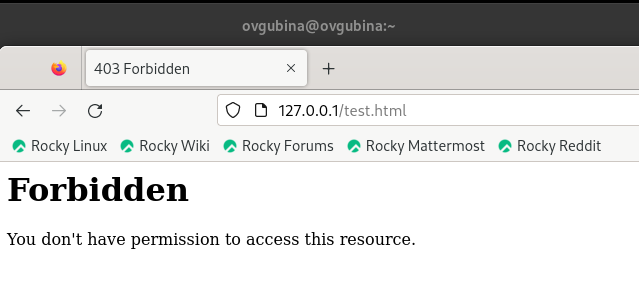 ovgubina@ovgubina:~
403 Forbidden
127.0.0.1/test.html
Rocky Linux Rocky Wiki Rocky Forums Rocky Mattermost Rocky Reddit
Forbidden
You don't have permission to access this resource.